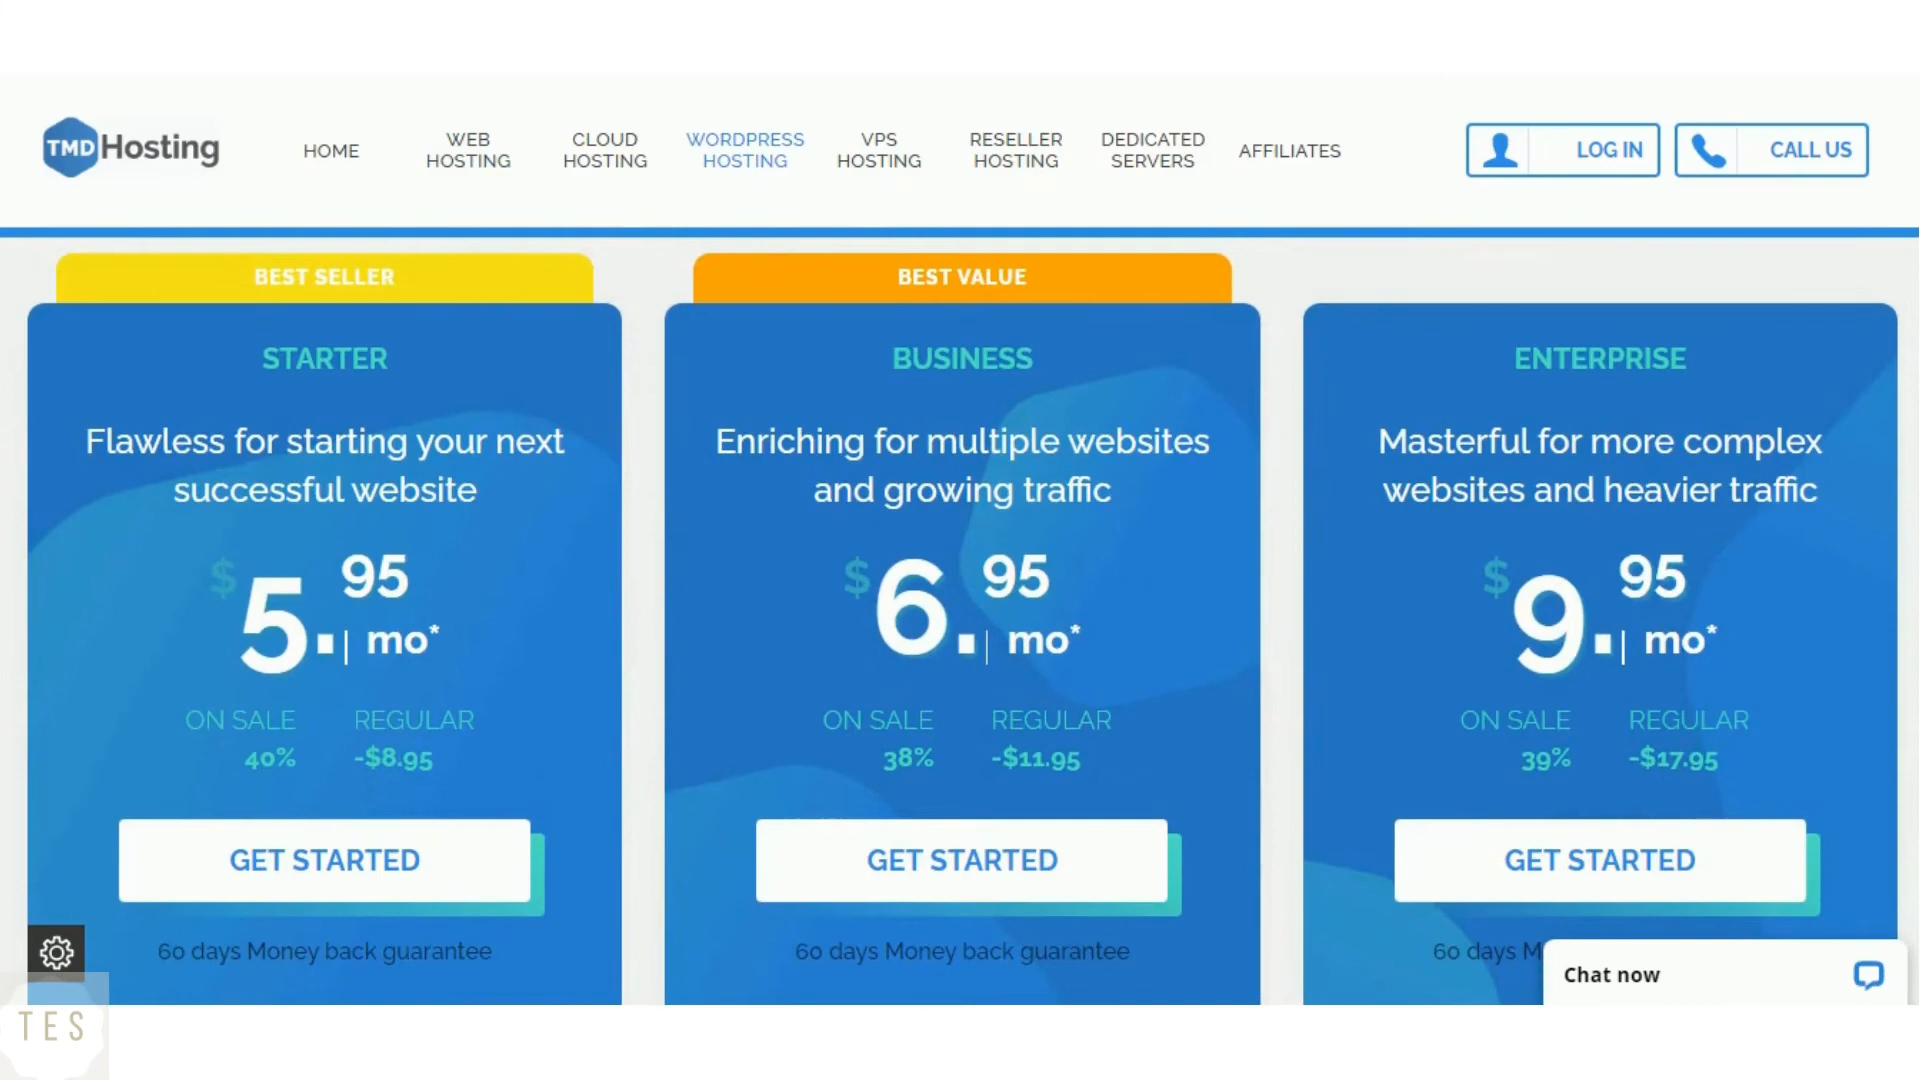 TMD Hosting
HOME
WEB
HOSTING
CLOUD
HOSTING
WORDPRESS
HOSTING
VPS
HOSTING
RESELLER
HOSTING
DEDICATED
SERVERS
AFFILIATES
LOG IN
CALL US
BEST SELLER
STARTER
Flawless for starting your next
successful website
$5.95
mo*
ON SALE REGULAR
40% -$8.95
GET STARTED
60 days Money back guarantee
BEST VALUE
BUSINESS
Enriching for multiple websites
and growing traffic
$6.95
mo*
ON SALE REGULAR
38% -$11.95
GET STARTED
60 days Money back guarantee
ENTERPRISE
Masterful for more complex
websites and heavier traffic
$9.95
mo*
ON SALE REGULAR
39% -$17.95
GET STARTED
60 days M
Chat now
TES